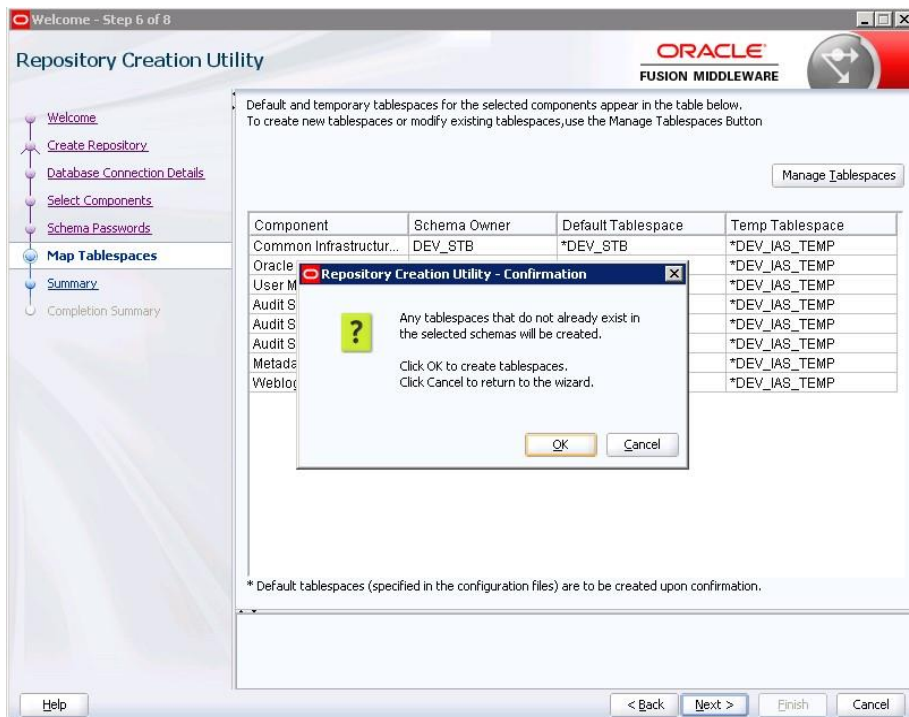 Welcome - Step 6 of 8
Repository Creation Utility
ORACLE
FUSION MIDDLEWARE
Welcome
Create Repository
Database Connection Details
Select Components
Schema Passwords
Map Tablespaces
Summary
Completion Summary
Default and temporary tablespaces for the selected components appear in the table below.
To create new tablespaces or modify existing tablespaces,use the Manage Tablespaces Button
Manage Tablespaces
Component Schema Owner Default Tablespace Temp Tablespace
Common Infrastructur... DEV_STB *DEV_STB *DEV_IAS_TEMP
Oracle *DEV_IAS_TEMP
User M *DEV_IAS_TEMP
Audit S *DEV_IAS_TEMP
Audit S *DEV_IAS_TEMP
Audit S *DEV_IAS_TEMP
Metada *DEV_IAS_TEMP
Weblog *DEV_IAS_TEMP
Repository Creation Utility - Confirmation
Any tablespaces that do not already exist in
the selected schemas will be created.
Click OK to create tablespaces.
Click Cancel to return to the wizard.
OK Cancel
* Default tablespaces (specified in the configuration files) are to be created upon confirmation.
Help < Back Next > Finish Cancel